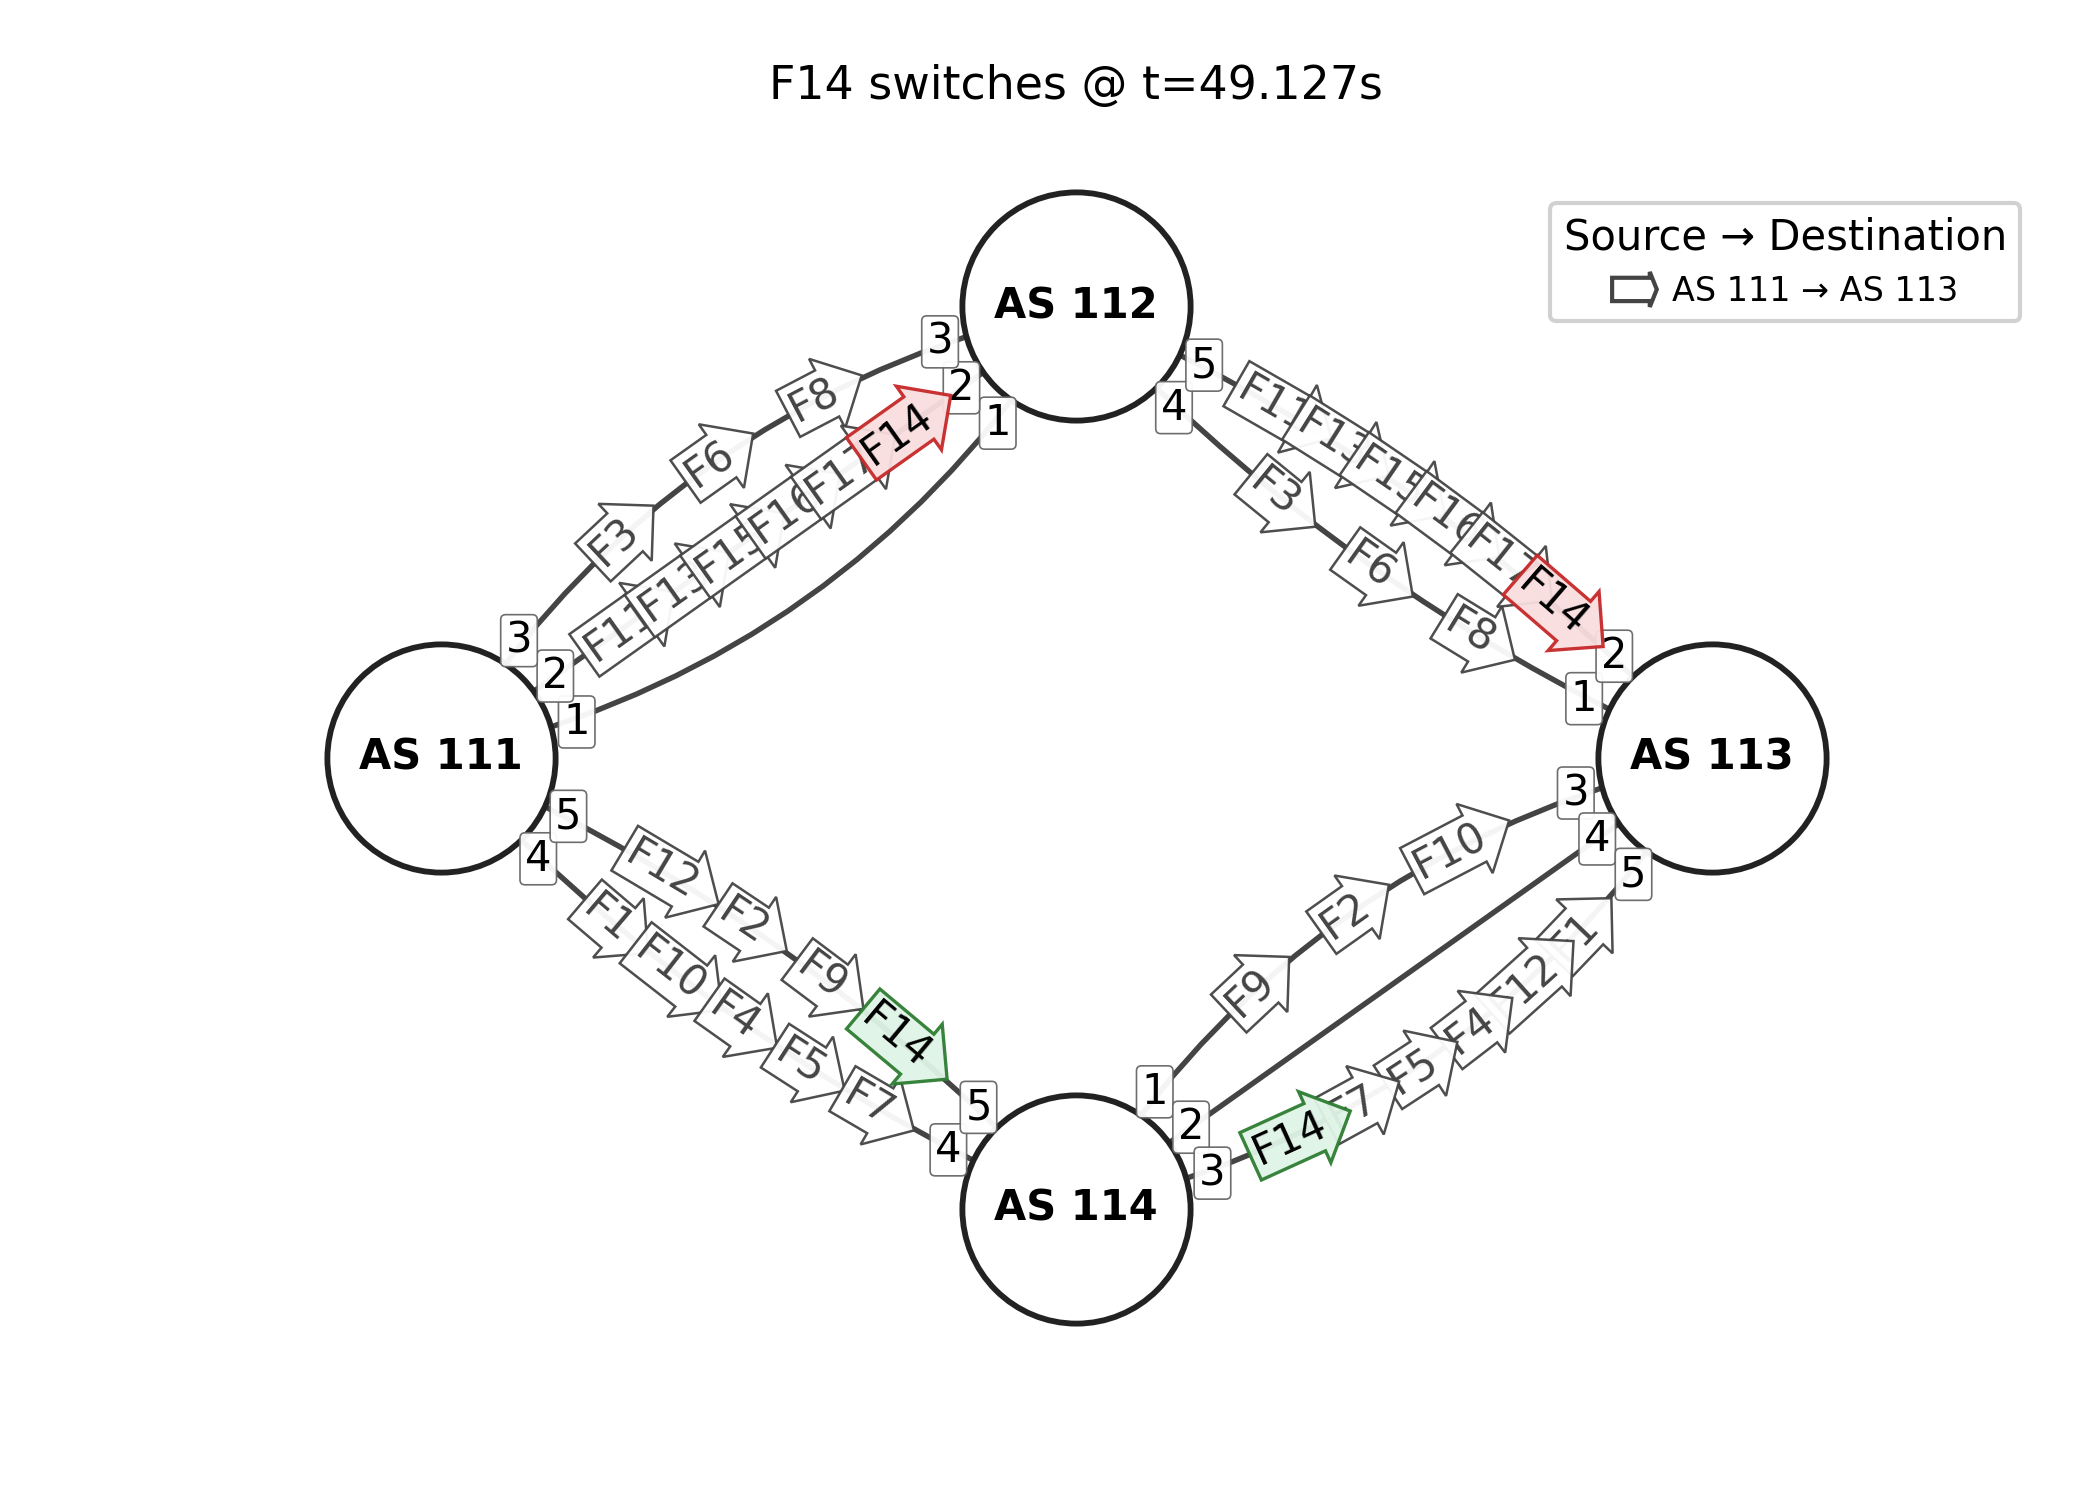 F14 switches @ t=49.127s
Source → Destination
AS 111 → AS 113
AS 112
3
2
1
5
4
F8
F6
F3
F14
F17
F16
F15
F13
F11
F11
F13
F15
F16
F17
F14
F3
F6
F8
3
2
1
2
1
AS 111
AS 113
5
4
3
4
5
F12
F2
F9
F14
F1
F10
F4
F5
F7
F10
F2
F9
F1
F12
F4
F5
F7
F14
5
4
1
2
3
AS 114